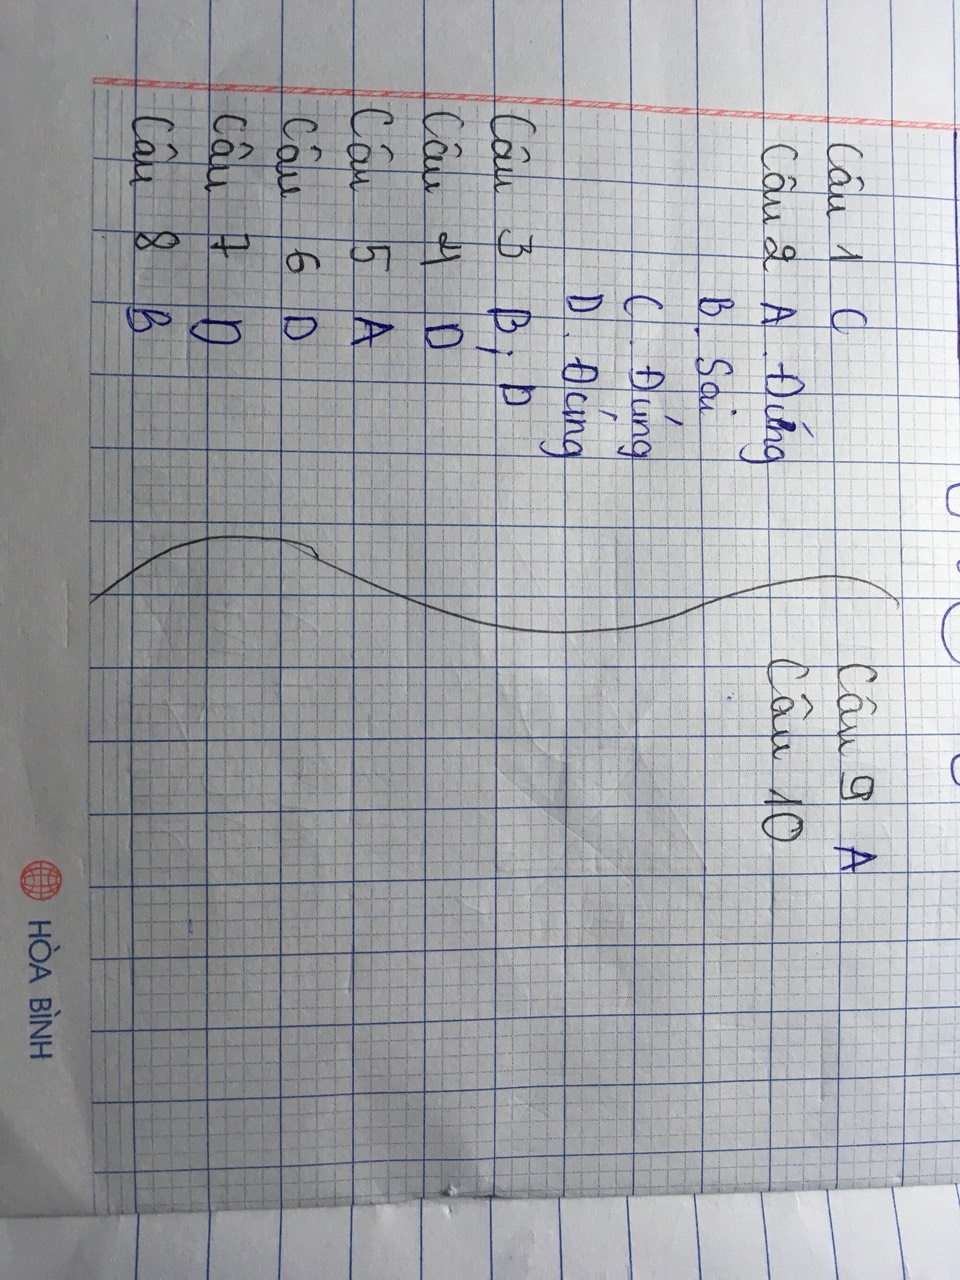 Câu 1 C
Câu 2 A. Đúng
B. Sai
C. Đúng
D. Đúng
Câu 3 B; D
Câu 4 D
Câu 5 A
Câu 6 D
Câu 7 D
Câu 8 B
Câu 9 A
Câu 10
HÒA BÌNH